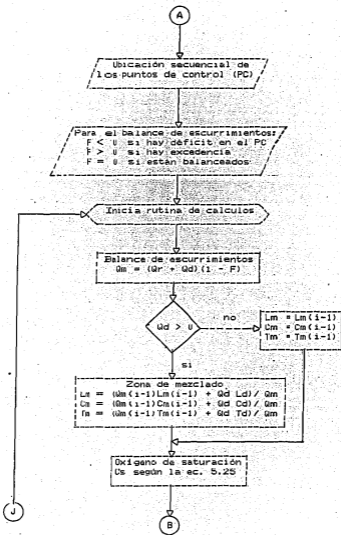 A
Ubicación secuencial de
los puntos de control (PC)
Para el balance de escurrimientos:
F < 0 si hay déficit en el PC
F > 0 si hay excedencia
F = 0 si están balanceados
Inicia rutina de calculos
Balance de escurrimientos
Qm = (Qr + Qd)(1 - F)
Qd > 0
no
Lm = Lm(i-1)
Cm = Cm(i-1)
Tm = Tm(i-1)
si
Zona de mezclado
Lm = (Qm(i-1)Lm(i-1) + Qd Ld)/ Qm
Cm = (Qm(i-1)Cm(i-1) + Qd Cd)/ Qm
Tm = (Qm(i-1)Tm(i-1) + Qd Td)/ Qm
Oxigeno de saturación
Cs según la ec. 5.25
J
B